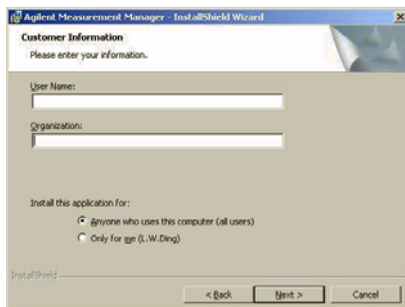 Agilent Measurement Manager - InstallShield Wizard
Customer Information
Please enter your information.
User Name:
Organization:
Install this application for:
Anyone who uses this computer (all users)
Only for me (L.W.Ding)
InstallShield
< Back
Next >
Cancel